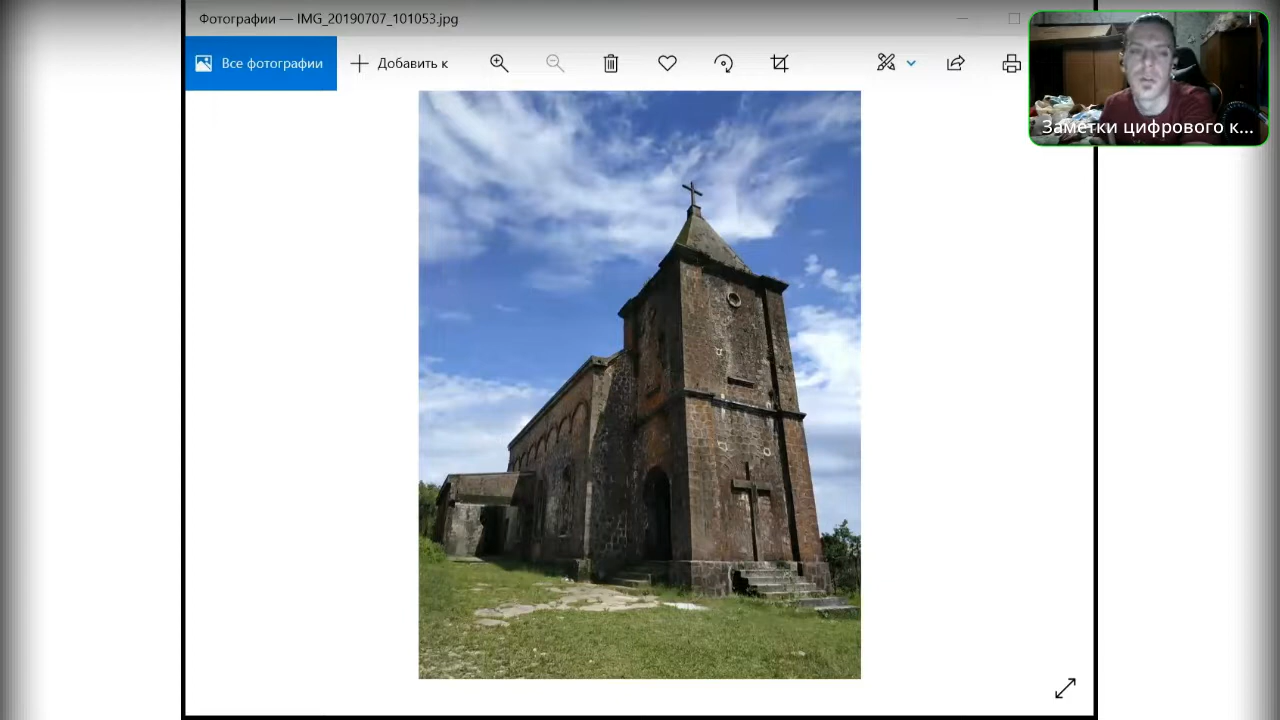 Фотографии — IMG_20190707_101053.jpg
Все фотографии
Добавить к
Заметки цифрового к...